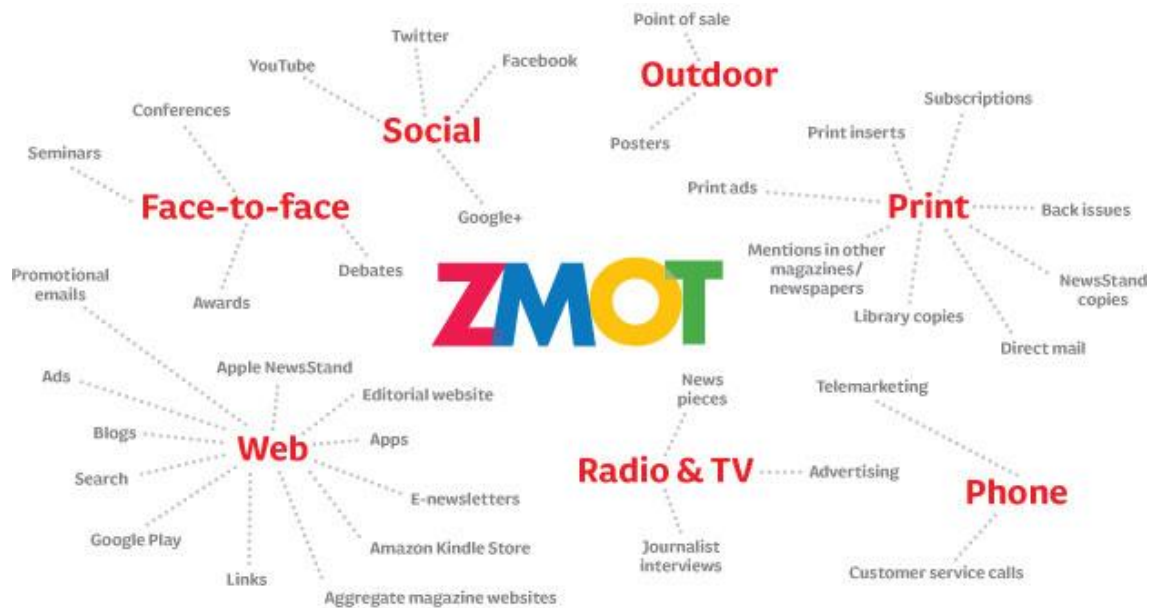 Point of sale
Twitter
YouTube
Facebook
Outdoor
Conferences
Social
Subscriptions
Print inserts
Posters
Seminars
Print ads
Face-to-face
Print
Google+
Back issues
Promotional
emails
Awards
Debates
ZMOT
Mentions in other
magazines/
newspapers
NewsStand
copies
Library copies
Direct mail
Apple NewsStand
Ads
Editorial website
News
pieces
Telemarketing
Blogs
Web
Apps
Radio & TV
Advertising
Search
E-newsletters
Phone
Google Play
Amazon Kindle Store
Journalist
interviews
Links
Customer service calls
Aggregate magazine websites